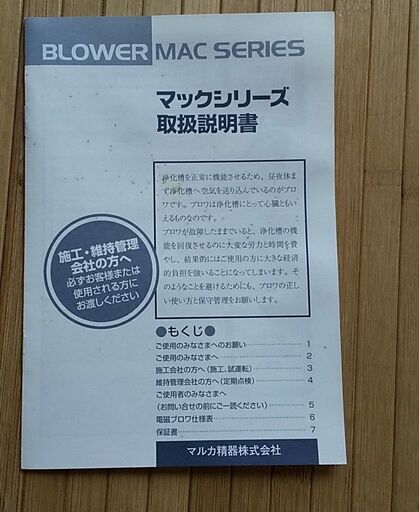 BLOWER MAC SERIES
マックシリーズ
取扱説明書
浄化槽を正常に機能させるため、昼夜休ま
ず浄化槽へ空気を送り込んでいるのがブロ
ワです。ブロワは浄化槽にとって心臓ともい
えるものなのです。
ブロワが故障したままでいると、浄化槽の機
能を回復させるのに大変な労力と時間を費
やし、結果的にはご使用の方に大きな経済
的負担を強いることになってしまいます。そ
のようなことを避けるためにも、ブロワの正し
い使い方と保守管理をお願いします。
施工・維持管理
会社の方へ
必ずお客様または
使用される方に
お渡しください
●もくじ●
ご使用のみなさまへのお願い 1
ご使用のみなさまへ 2
施工会社の方へ(施工、試運転) 3
維持管理会社の方へ(定期点検) 4
ご使用者のみなさまへ
(お問い合せの前にご一読ください) 5
電磁ブロワ仕様表 6
保証書 7
マルカ精器株式会社